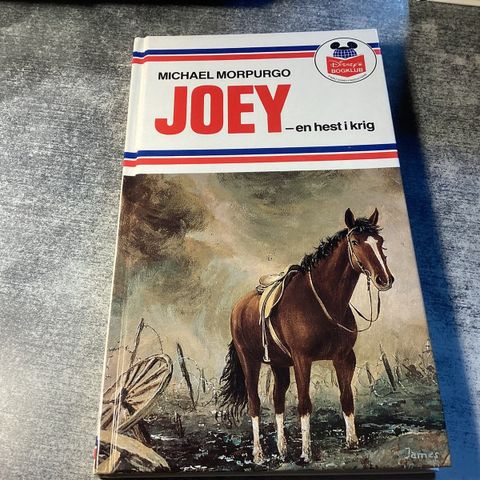 MICHAEL MORPURGO
Disney's
BOGKLUB
JOEY – en hest i krig
James